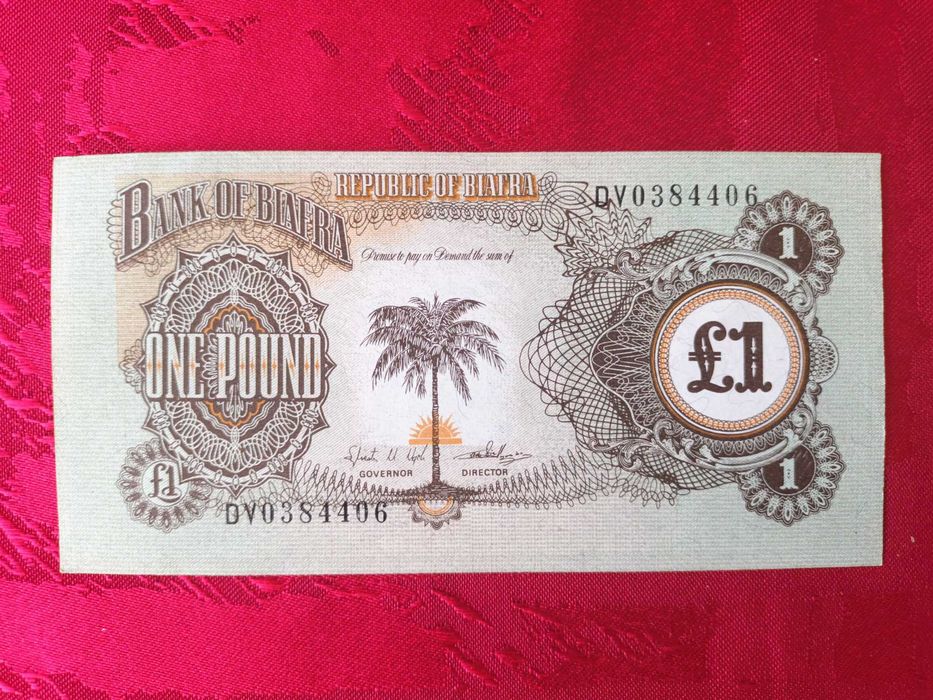 BANK OF BIAFRA
REPUBLIC OF BIAFRA
DV0384406
1
Promise to pay on Demand the sum of
ONE POUND
£1
GOVERNOR DIRECTOR
£1
1
DV0384406